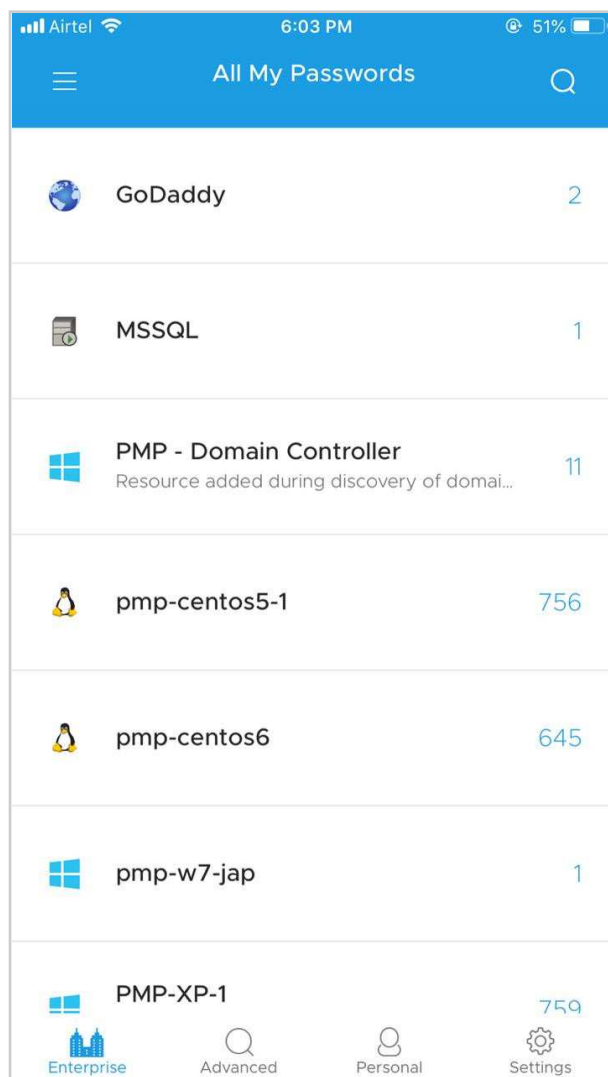 Airtel 6:03 PM 51%
All My Passwords
GoDaddy 2
MSSQL 1
PMP - Domain Controller 11
Resource added during discovery of domai...
pmp-centos5-1 756
pmp-centos6 645
pmp-w7-jap 1
PMP-XP-1 759
Enterprise Advanced Personal Settings